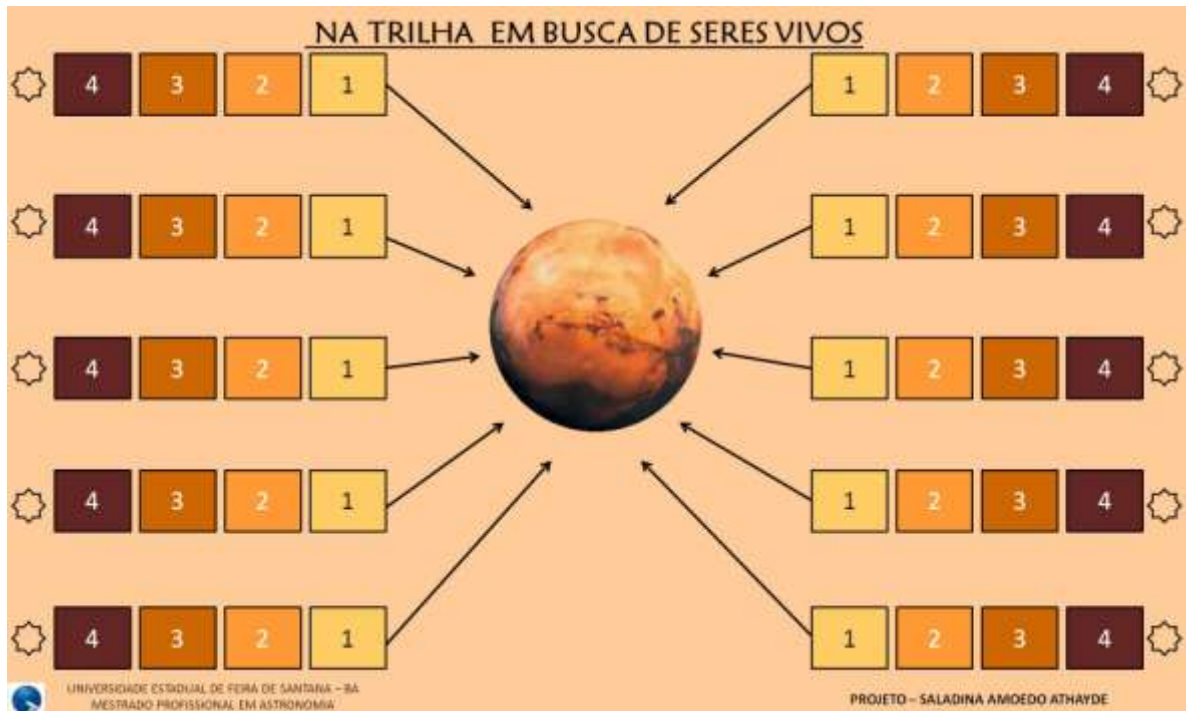 NA TRILHA EM BUSCA DE SERES VIVOS
4 3 2 1 1 2 3 4
4 3 2 1 1 2 3 4
4 3 2 1 1 2 3 4
4 3 2 1 1 2 3 4
4 3 2 1 1 2 3 4
UNIVERSIDADE ESTADUAL DE FEIRA DE SANTANA – BA
MESTRADO PROFISSIONAL EM ASTRONOMIA
PROJETO – SALADINA AMOEDO ATHAYDE